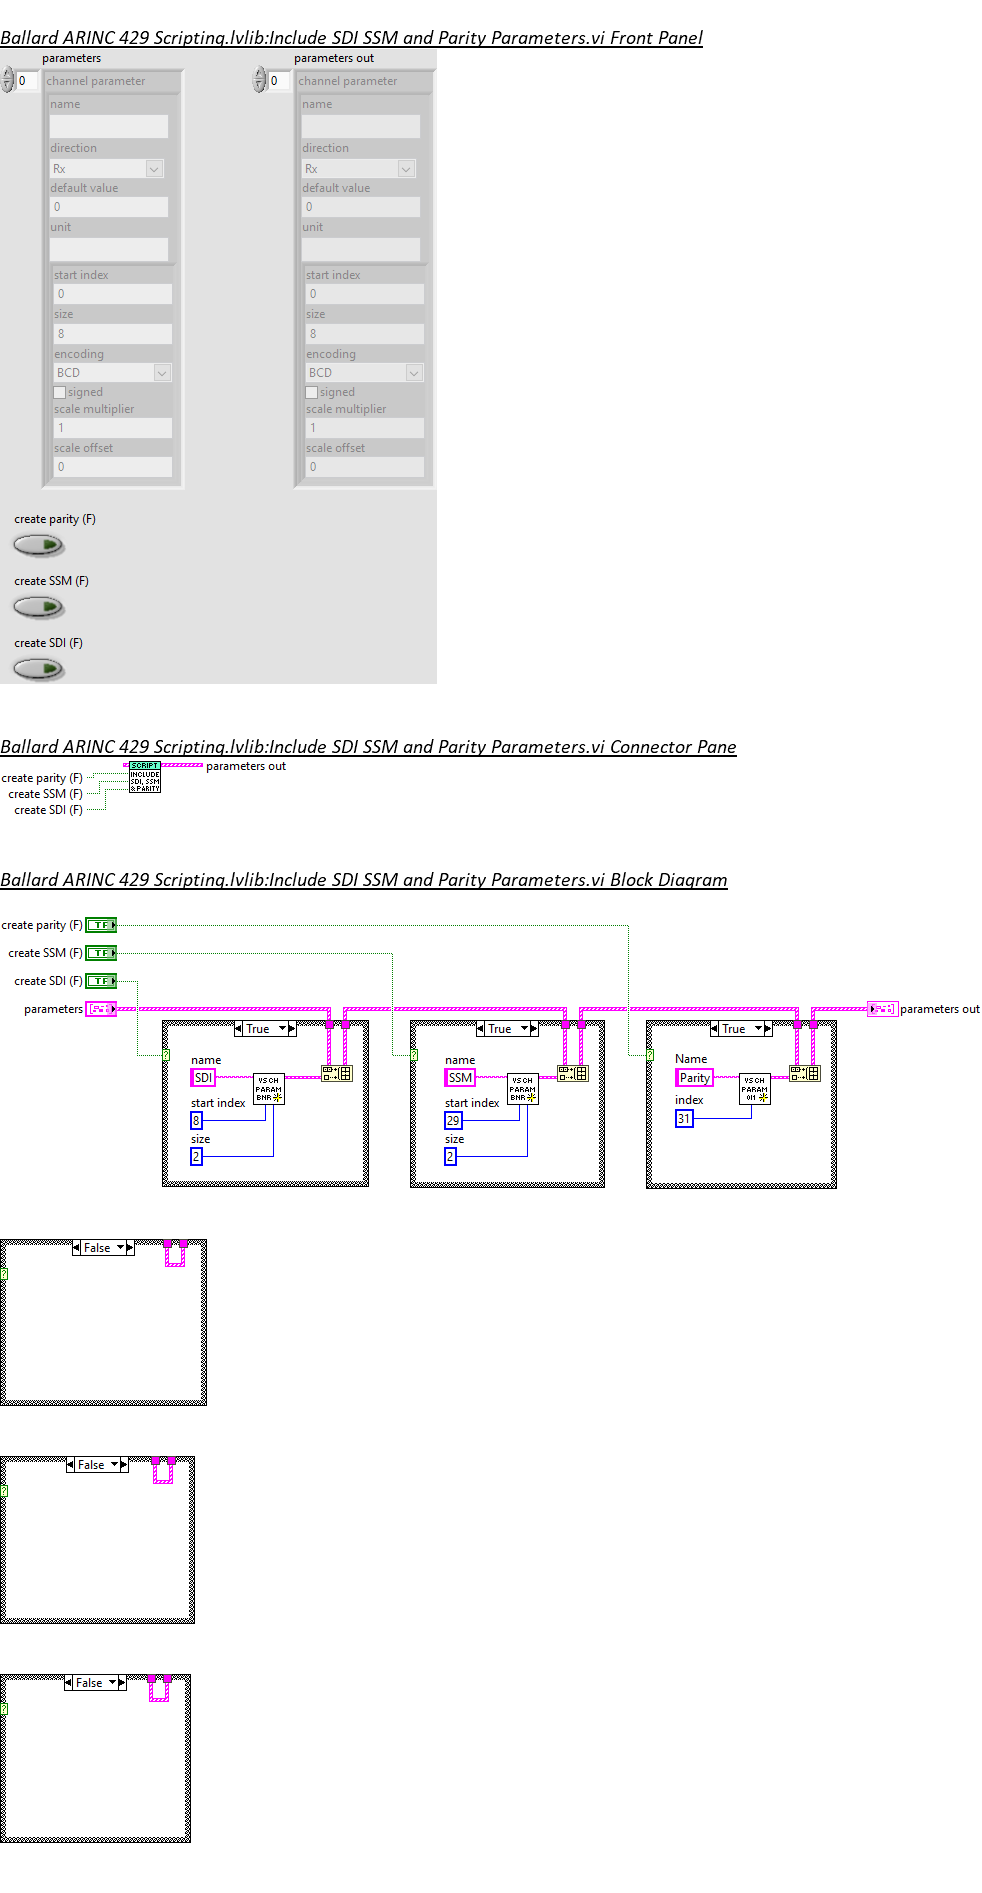 Ballard ARINC 429 Scripting.lvlib:Include SDI SSM and Parity Parameters.vi Front Panel
parameters
parameters out
0
channel parameter
0
channel parameter
name
name
direction
direction
Rx
Rx
default value
default value
0
0
unit
unit
start index
start index
0
0
size
size
8
8
encoding
encoding
BCD
BCD
signed
signed
scale multiplier
scale multiplier
1
1
scale offset
scale offset
0
0
create parity (F)
create SSM (F)
create SDI (F)
Ballard ARINC 429 Scripting.lvlib:Include SDI SSM and Parity Parameters.vi Connector Pane
SCRIPT
parameters out
INCLUDE
SDI, SSM
& PARITY
create parity (F)
create SSM (F)
create SDI (F)
Ballard ARINC 429 Scripting.lvlib:Include SDI SSM and Parity Parameters.vi Block Diagram
create parity (F)
TF
create SSM (F)
TF
create SDI (F)
TF
parameters
parameters out
True
True
True
?
?
?
name
name
Name
SDI
SSM
Parity
VS CH
PARAM
BNR
VS CH
PARAM
BNR
VS CH
PARAM
start index
start index
index
8
29
31
size
size
2
2
False
?
False
?
False
?